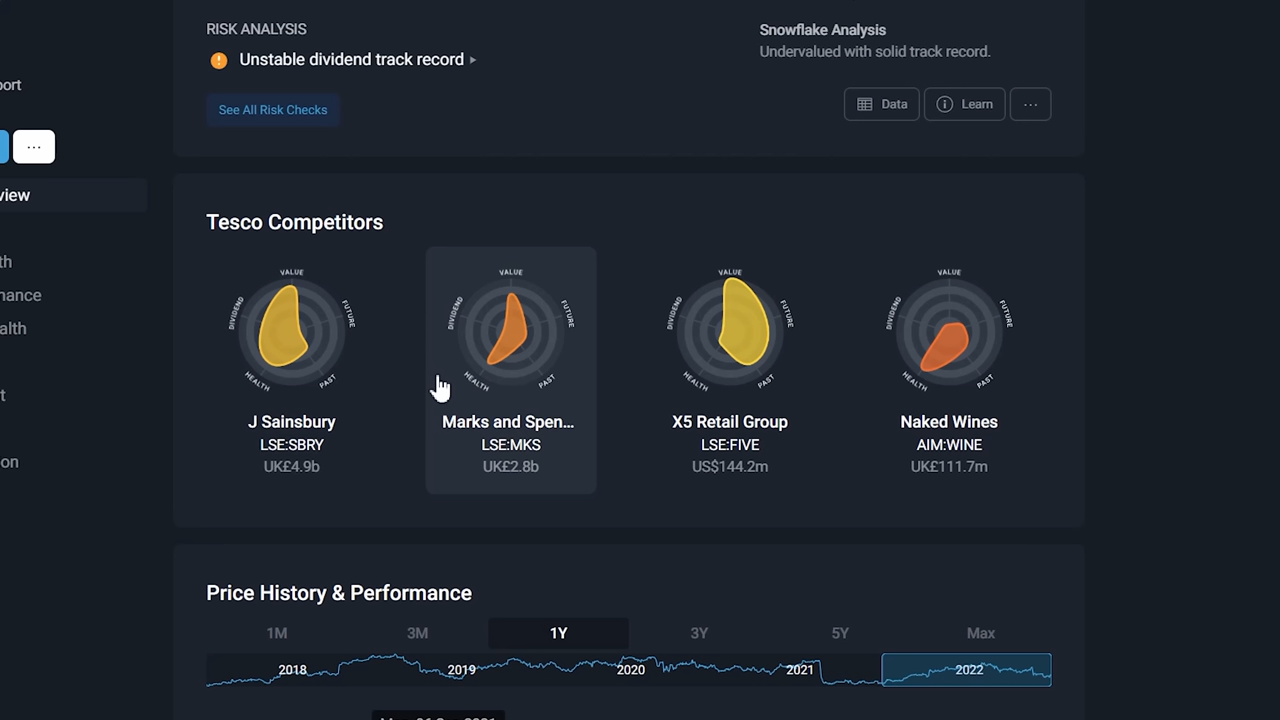 RISK ANALYSIS
Unstable dividend track record
See All Risk Checks
Snowflake Analysis
Undervalued with solid track record.
Data
Learn
...
port
...
view
th
mance
alth
t
on
Tesco Competitors
VALUE
FUTURE
PAST
HEALTH
DIVIDEND
J Sainsbury
LSE:SBRY
UK£4.9b
VALUE
FUTURE
PAST
HEALTH
DIVIDEND
Marks and Spen...
LSE:MKS
UK£2.8b
VALUE
FUTURE
PAST
HEALTH
DIVIDEND
X5 Retail Group
LSE:FIVE
US$144.2m
VALUE
FUTURE
PAST
HEALTH
DIVIDEND
Naked Wines
AIM:WINE
UK£111.7m
Price History & Performance
1M 3M 1Y 3Y 5Y Max
2018 2019 2020 2021 2022